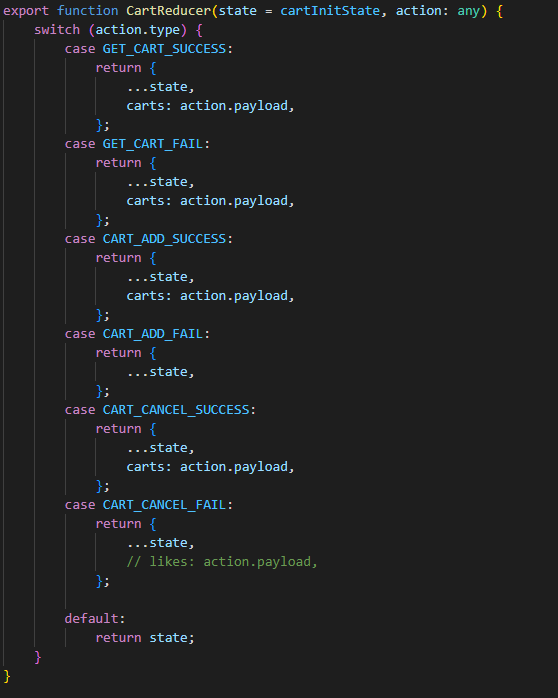 export function CartReducer(state = cartInitState, action: any) {
    switch (action.type) {
        case GET_CART_SUCCESS:
            return {
                ...state,
                carts: action.payload,
            };
        case GET_CART_FAIL:
            return {
                ...state,
                carts: action.payload,
            };
        case CART_ADD_SUCCESS:
            return {
                ...state,
                carts: action.payload,
            };
        case CART_ADD_FAIL:
            return {
                ...state,
            };
        case CART_CANCEL_SUCCESS:
            return {
                ...state,
                carts: action.payload,
            };
        case CART_CANCEL_FAIL:
            return {
                ...state,
                // likes: action.payload,
            };

        default:
            return state;
    }
}